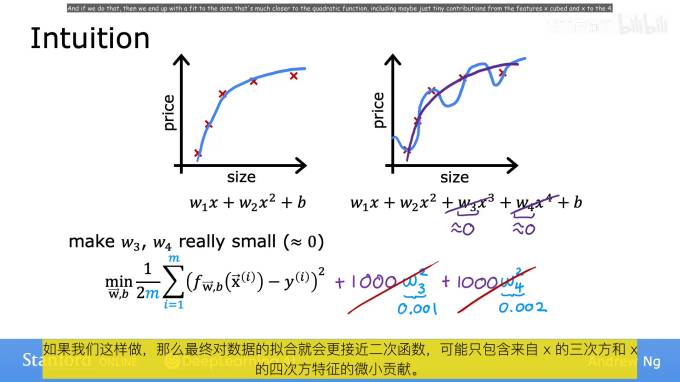 And if we do that, then we end up with a fit to the data that's much closer to the quadratic function, including maybe just tiny contributions from the features x cubed and x to the 4.
bilibili
Intuition
price
size
price
size
w₁x + w₂x² + b
w₁x + w₂x² + w₃x³ + w₄x⁴ + b
≈0
≈0
make w₃, w₄ really small (≈ 0)
min w⃗,b 1/2m ∑ i=1 m (f w⃗,b(x⃗⁽ⁱ⁾) − y⁽ⁱ⁾)² + 1000 w₃² + 1000 w₄²
0.001
0.002
如果我们这样做，那么最终对数据的拟合就会更接近二次函数，可能只包含来自 x 的三次方和 x
的四次方特征的微小贡献。
Stanford ONLINE DeepLearning Andrew Ng